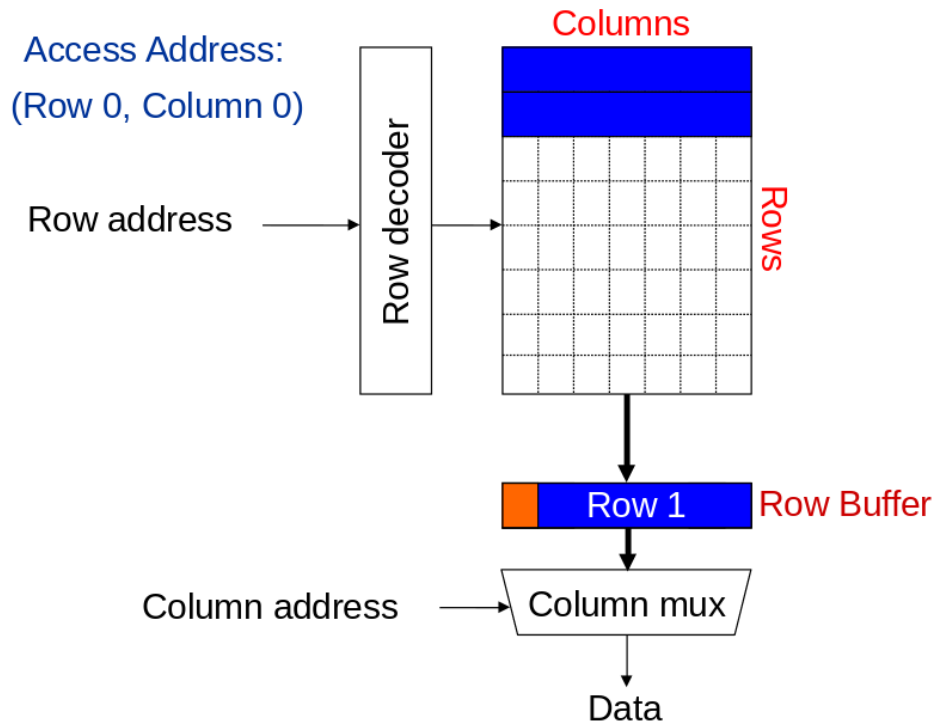 Columns
Access Address:
(Row 0, Column 0)
Row decoder
Row address
Rows
Row 1
Row Buffer
Column address
Column mux
Data